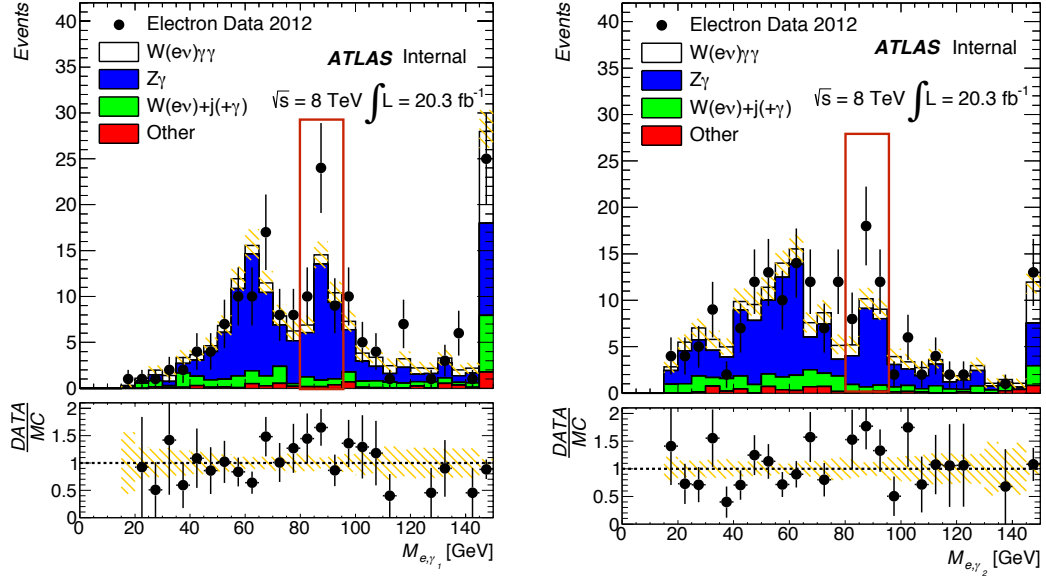 Events
40
35
30
25
20
15
10
5
0
Electron Data 2012
W(eν)γγ
Zγ
W(eν)+j(+γ)
Other
ATLAS Internal
√s = 8 TeV ∫L = 20.3 fb⁻¹
DATA
MC
2
1.5
1
0.5
0
0 20 40 60 80 100 120 140
M e,γ₁ [GeV]
Events
40
35
30
25
20
15
10
5
0
Electron Data 2012
W(eν)γγ
Zγ
W(eν)+j(+γ)
Other
ATLAS Internal
√s = 8 TeV ∫L = 20.3 fb⁻¹
DATA
MC
2
1.5
1
0.5
0
0 20 40 60 80 100 120 140
M e,γ₂ [GeV]